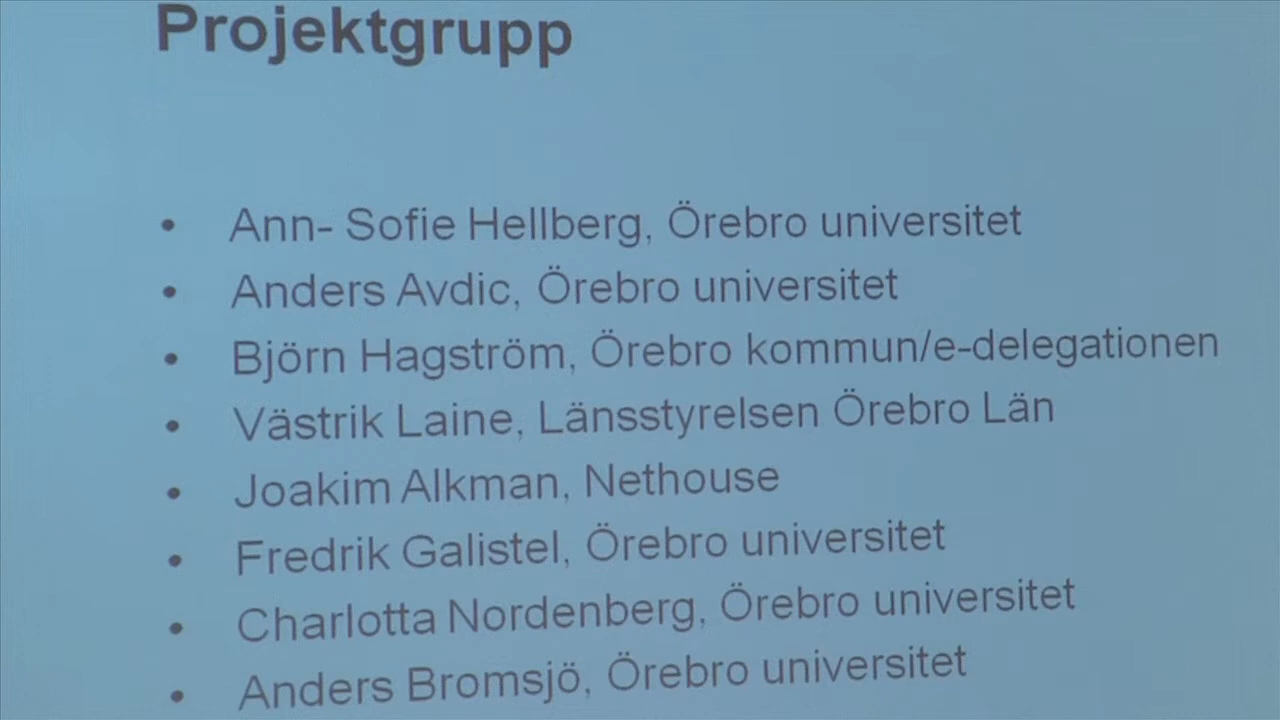 Projektgrupp
• Ann- Sofie Hellberg, Örebro universitet
• Anders Avdic, Örebro universitet
• Björn Hagström, Örebro kommun/e-delegationen
• Västrik Laine, Länsstyrelsen Örebro Län
• Joakim Alkman, Nethouse
• Fredrik Galistel, Örebro universitet
• Charlotta Nordenberg, Örebro universitet
• Anders Bromsjö, Örebro universitet